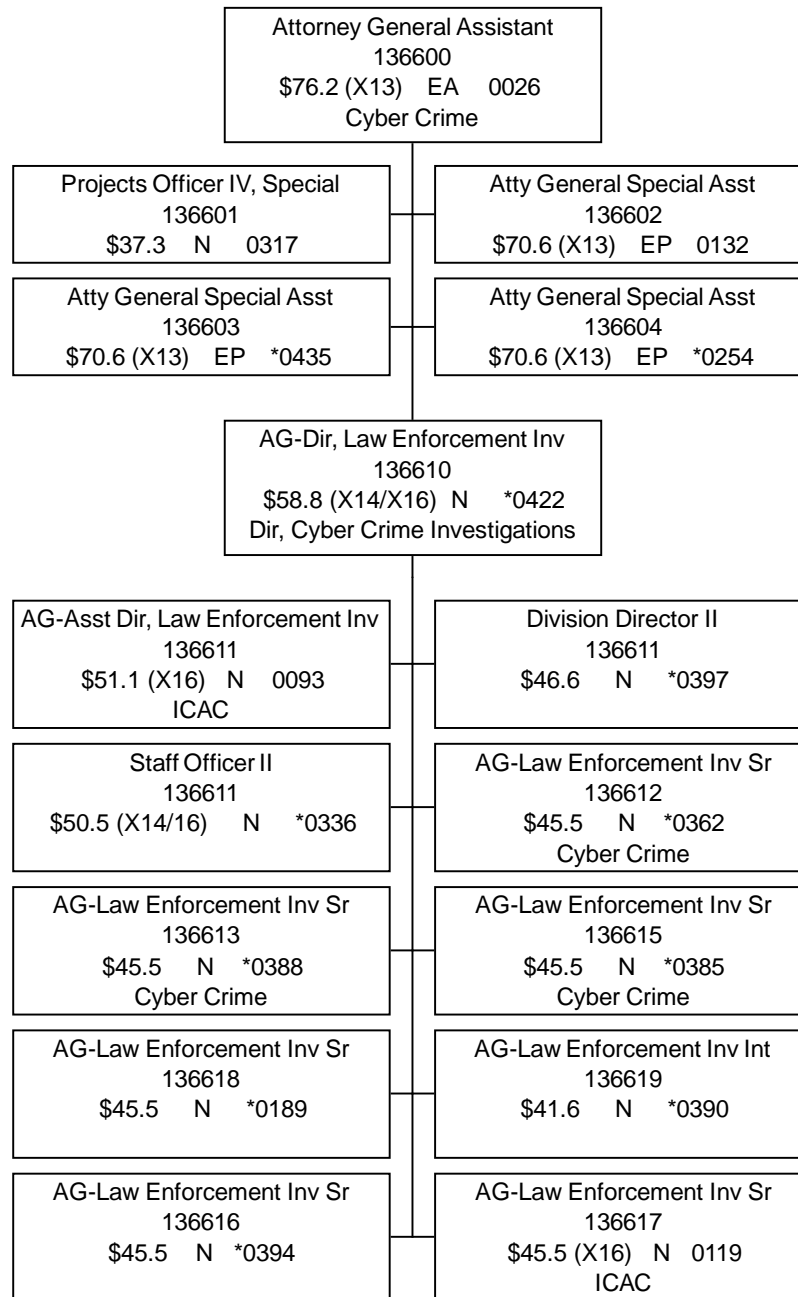 Attorney General Assistant
136600
$76.2 (X13) EA 0026
Cyber Crime
Projects Officer IV, Special
136601
$37.3 N 0317
Atty General Special Asst
136602
$70.6 (X13) EP 0132
Atty General Special Asst
136603
$70.6 (X13) EP *0435
Atty General Special Asst
136604
$70.6 (X13) EP *0254
AG-Dir, Law Enforcement Inv
136610
$58.8 (X14/X16) N *0422
Dir, Cyber Crime Investigations
AG-Asst Dir, Law Enforcement Inv
136611
$51.1 (X16) N 0093
ICAC
Division Director II
136611
$46.6 N *0397
Staff Officer II
136611
$50.5 (X14/16) N *0336
AG-Law Enforcement Inv Sr
136612
$45.5 N *0362
Cyber Crime
AG-Law Enforcement Inv Sr
136613
$45.5 N *0388
Cyber Crime
AG-Law Enforcement Inv Sr
136615
$45.5 N *0385
Cyber Crime
AG-Law Enforcement Inv Sr
136618
$45.5 N *0189
AG-Law Enforcement Inv Int
136619
$41.6 N *0390
AG-Law Enforcement Inv Sr
136616
$45.5 N *0394
AG-Law Enforcement Inv Sr
136617
$45.5 (X16) N 0119
ICAC